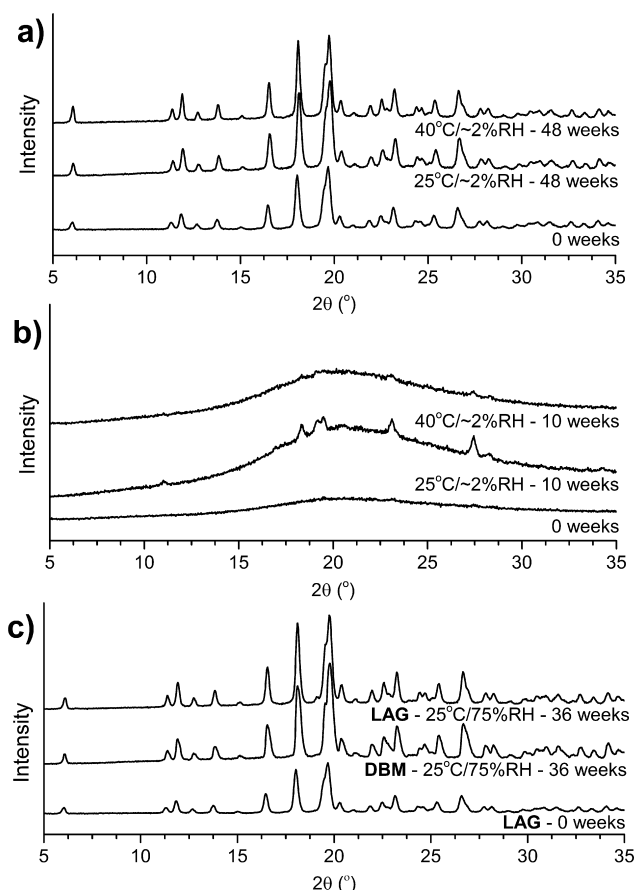 a)
Intensity
40°C/~2%RH - 48 weeks
25°C/~2%RH - 48 weeks
0 weeks
5 10 15 20 25 30 35
2θ (°)
b)
Intensity
40°C/~2%RH - 10 weeks
25°C/~2%RH - 10 weeks
0 weeks
5 10 15 20 25 30 35
2θ (°)
c)
Intensity
LAG - 25°C/75%RH - 36 weeks
DBM - 25°C/75%RH - 36 weeks
LAG - 0 weeks
5 10 15 20 25 30 35
2θ (°)